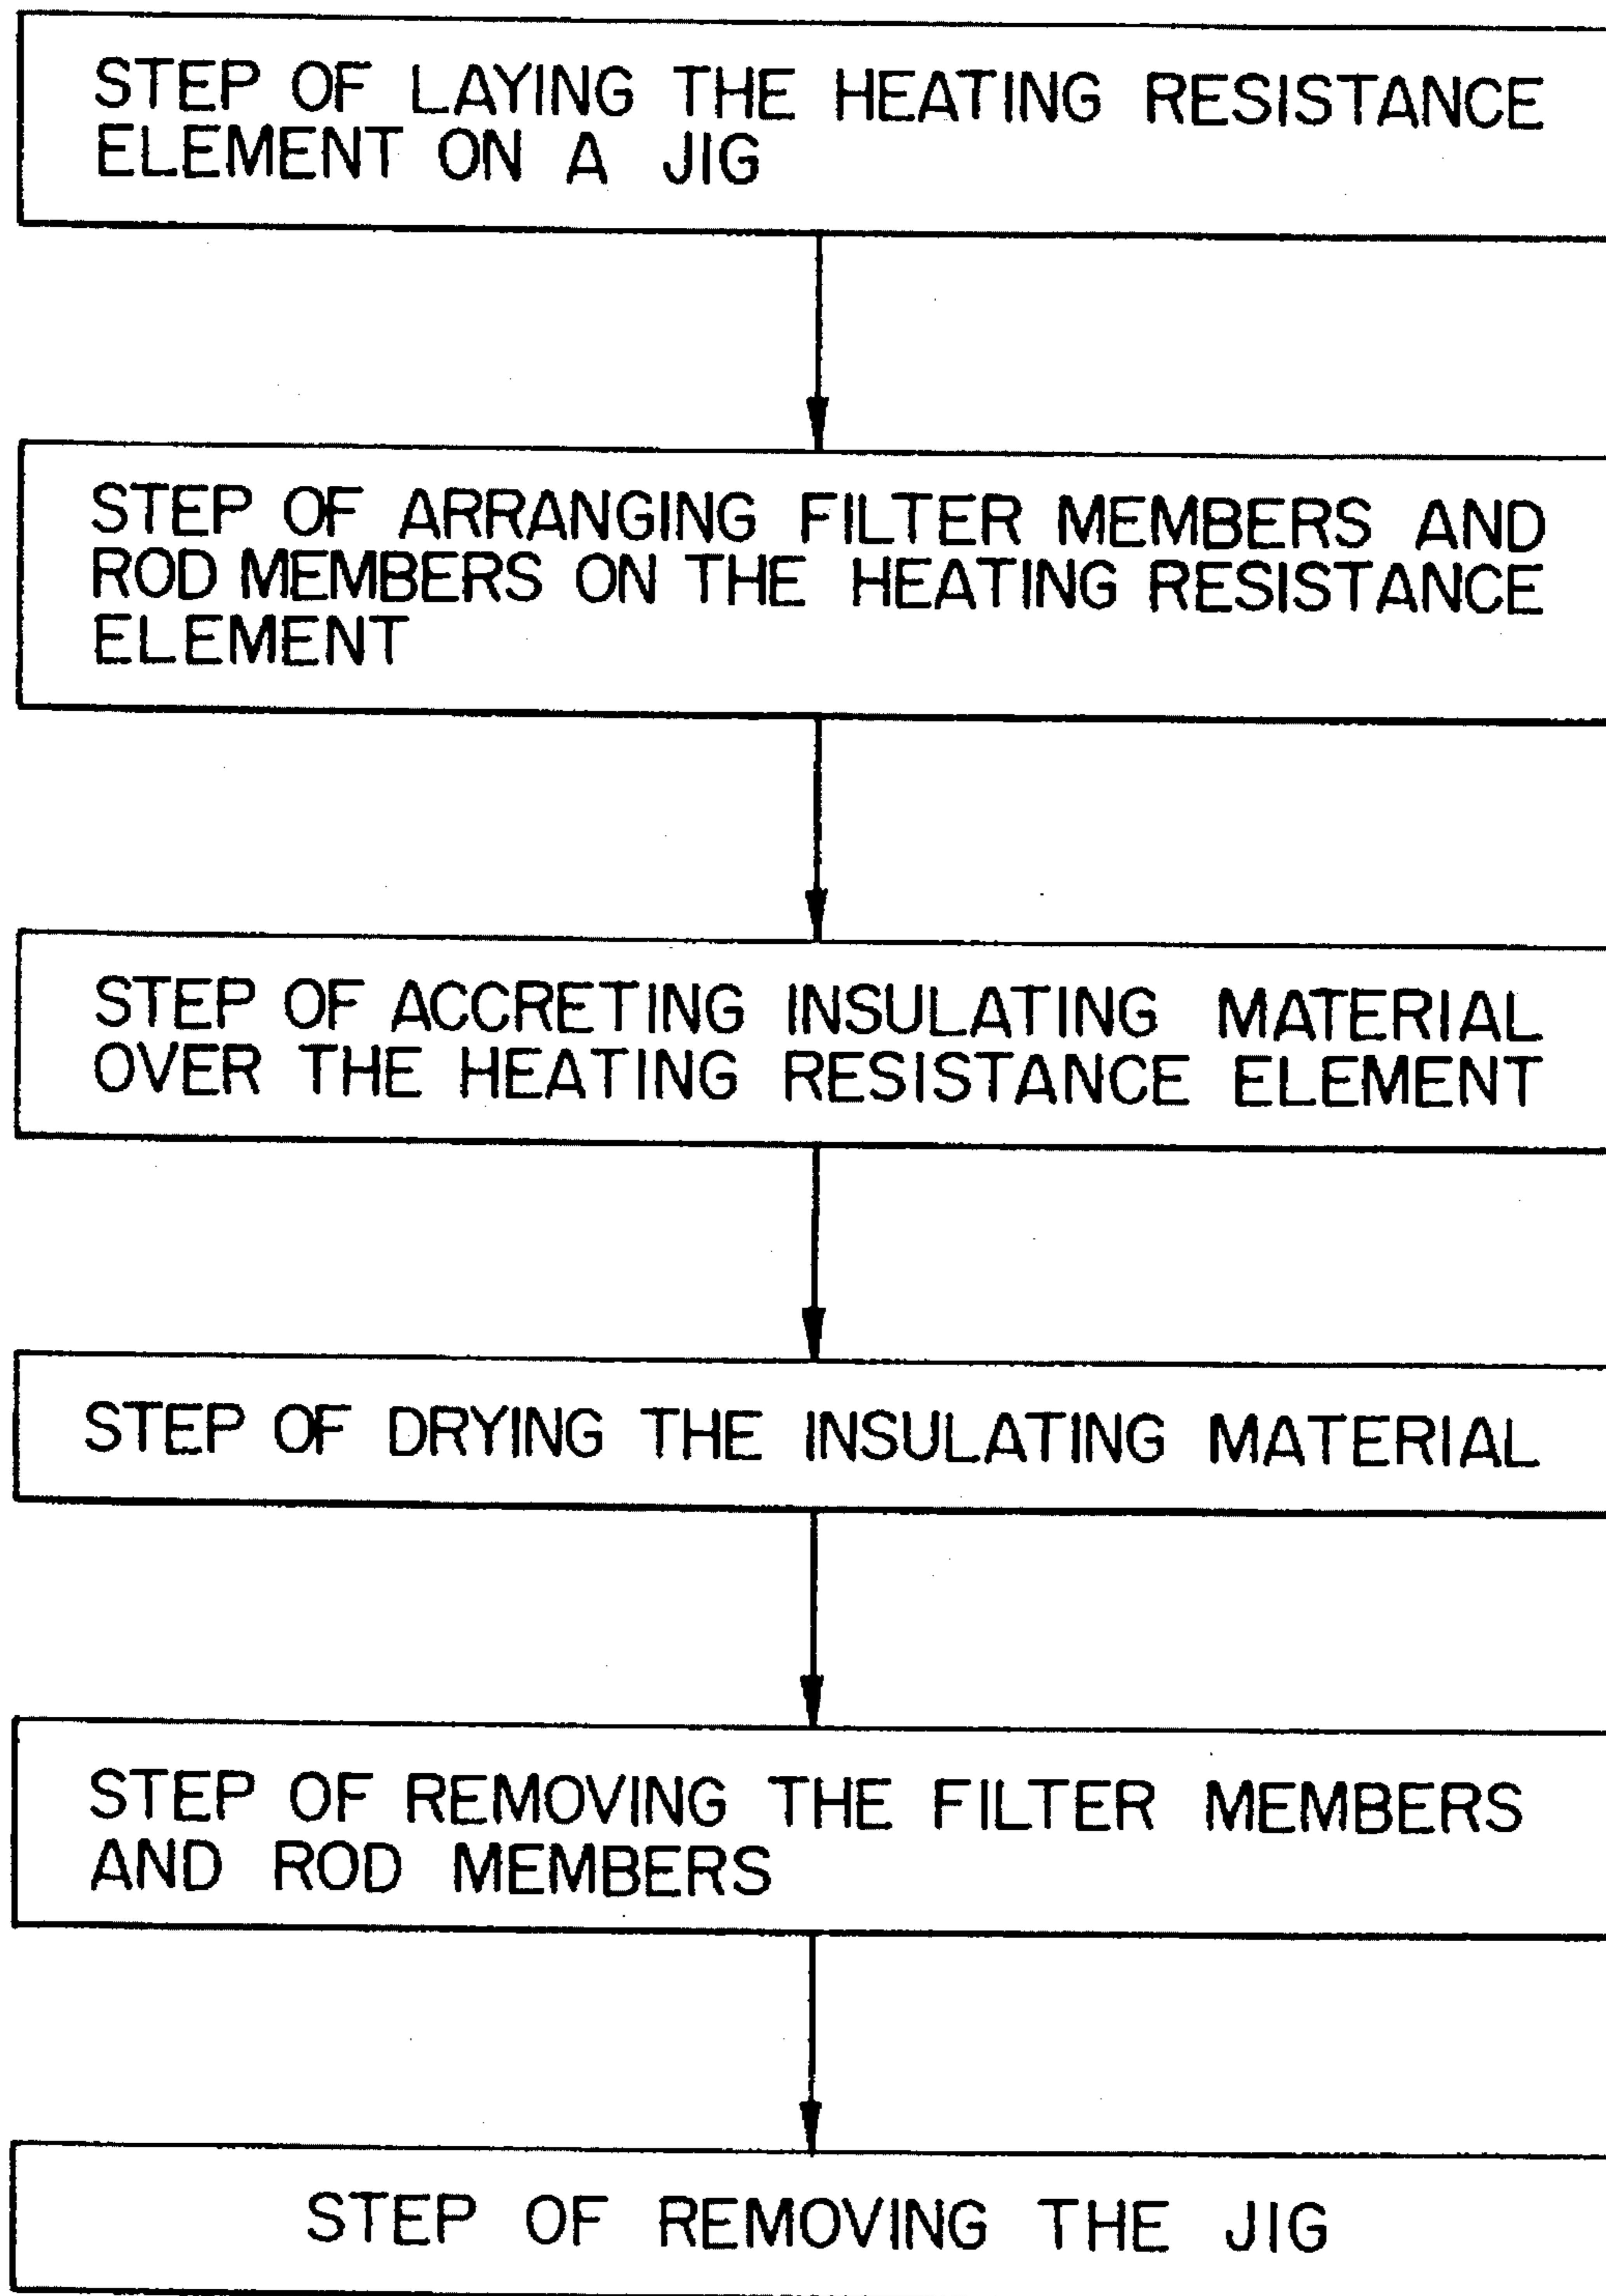 STEP OF LAYING THE HEATING RESISTANCE
ELEMENT ON A JIG
STEP OF ARRANGING FILTER MEMBERS AND
ROD MEMBERS ON THE HEATING RESISTANCE
ELEMENT
STEP OF ACCRETING INSULATING MATERIAL
OVER THE HEATING RESISTANCE ELEMENT
STEP OF DRYING THE INSULATING MATERIAL
STEP OF REMOVING THE FILTER MEMBERS
AND ROD MEMBERS
STEP OF REMOVING THE JIG